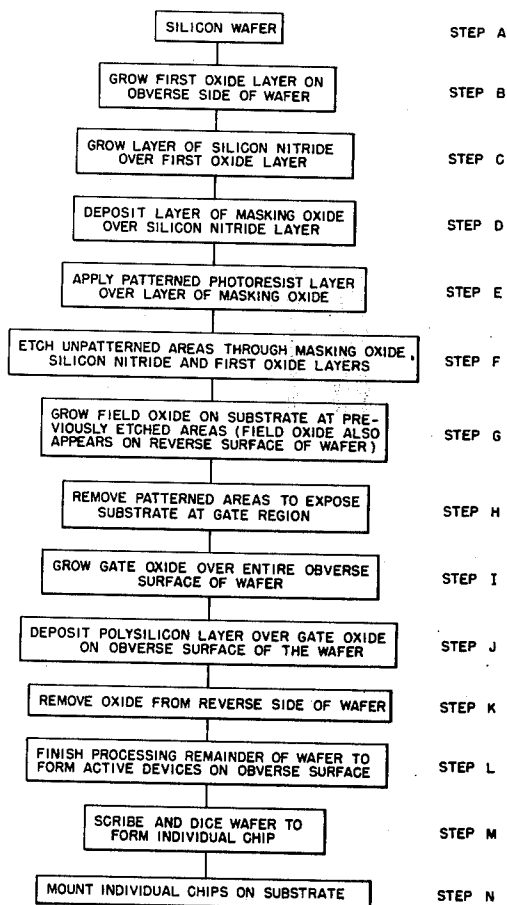 SILICON WAFER
STEP A
GROW FIRST OXIDE LAYER ON
OBVERSE SIDE OF WAFER
STEP B
GROW LAYER OF SILICON NITRIDE
OVER FIRST OXIDE LAYER
STEP C
DEPOSIT LAYER OF MASKING OXIDE
OVER SILICON NITRIDE LAYER
STEP D
APPLY PATTERNED PHOTORESIST LAYER
OVER LAYER OF MASKING OXIDE
STEP E
ETCH UNPATTERNED AREAS THROUGH MASKING OXIDE,
SILICON NITRIDE AND FIRST OXIDE LAYERS
STEP F
GROW FIELD OXIDE ON SUBSTRATE AT PRE-
VIOUSLY ETCHED AREAS (FIELD OXIDE ALSO
APPEARS ON REVERSE SURFACE OF WAFER)
STEP G
REMOVE PATTERNED AREAS TO EXPOSE
SUBSTRATE AT GATE REGION
STEP H
GROW GATE OXIDE OVER ENTIRE OBVERSE
SURFACE OF WAFER
STEP I
DEPOSIT POLYSILICON LAYER OVER GATE OXIDE
ON OBVERSE SURFACE OF THE WAFER
STEP J
REMOVE OXIDE FROM REVERSE SIDE OF WAFER
STEP K
FINISH PROCESSING REMAINDER OF WAFER TO
FORM ACTIVE DEVICES ON OBVERSE SURFACE
STEP L
SCRIBE AND DICE WAFER TO
FORM INDIVIDUAL CHIP
STEP M
MOUNT INDIVIDUAL CHIPS ON SUBSTRATE
STEP N